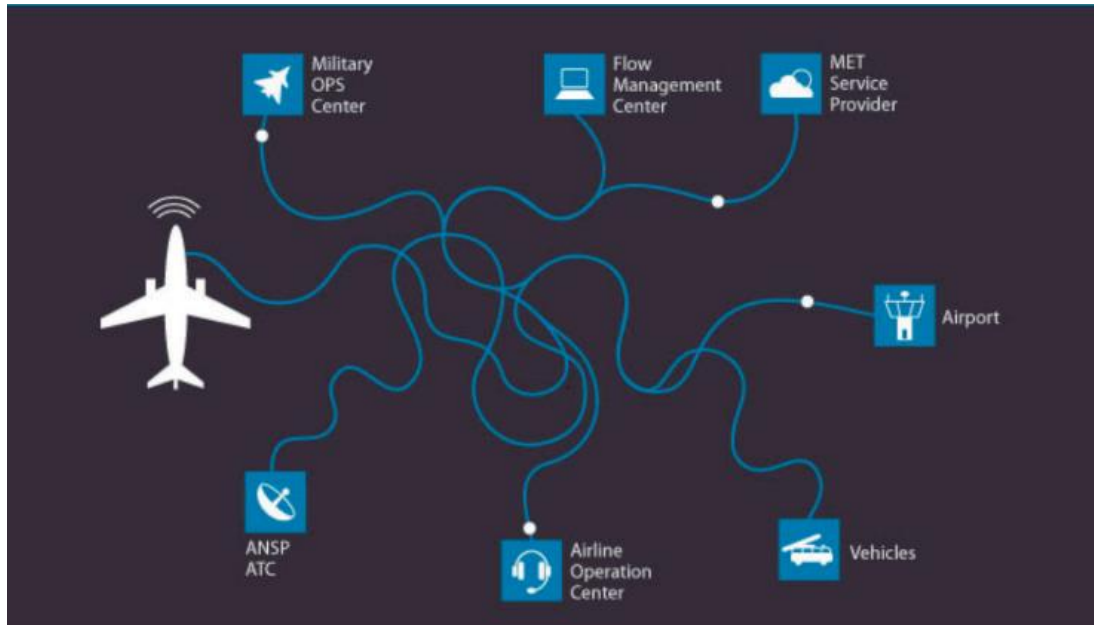 Military
OPS
Center
Flow
Management
Center
MET
Service
Provider
Airport
ANSP
ATC
Airline
Operation
Center
Vehicles